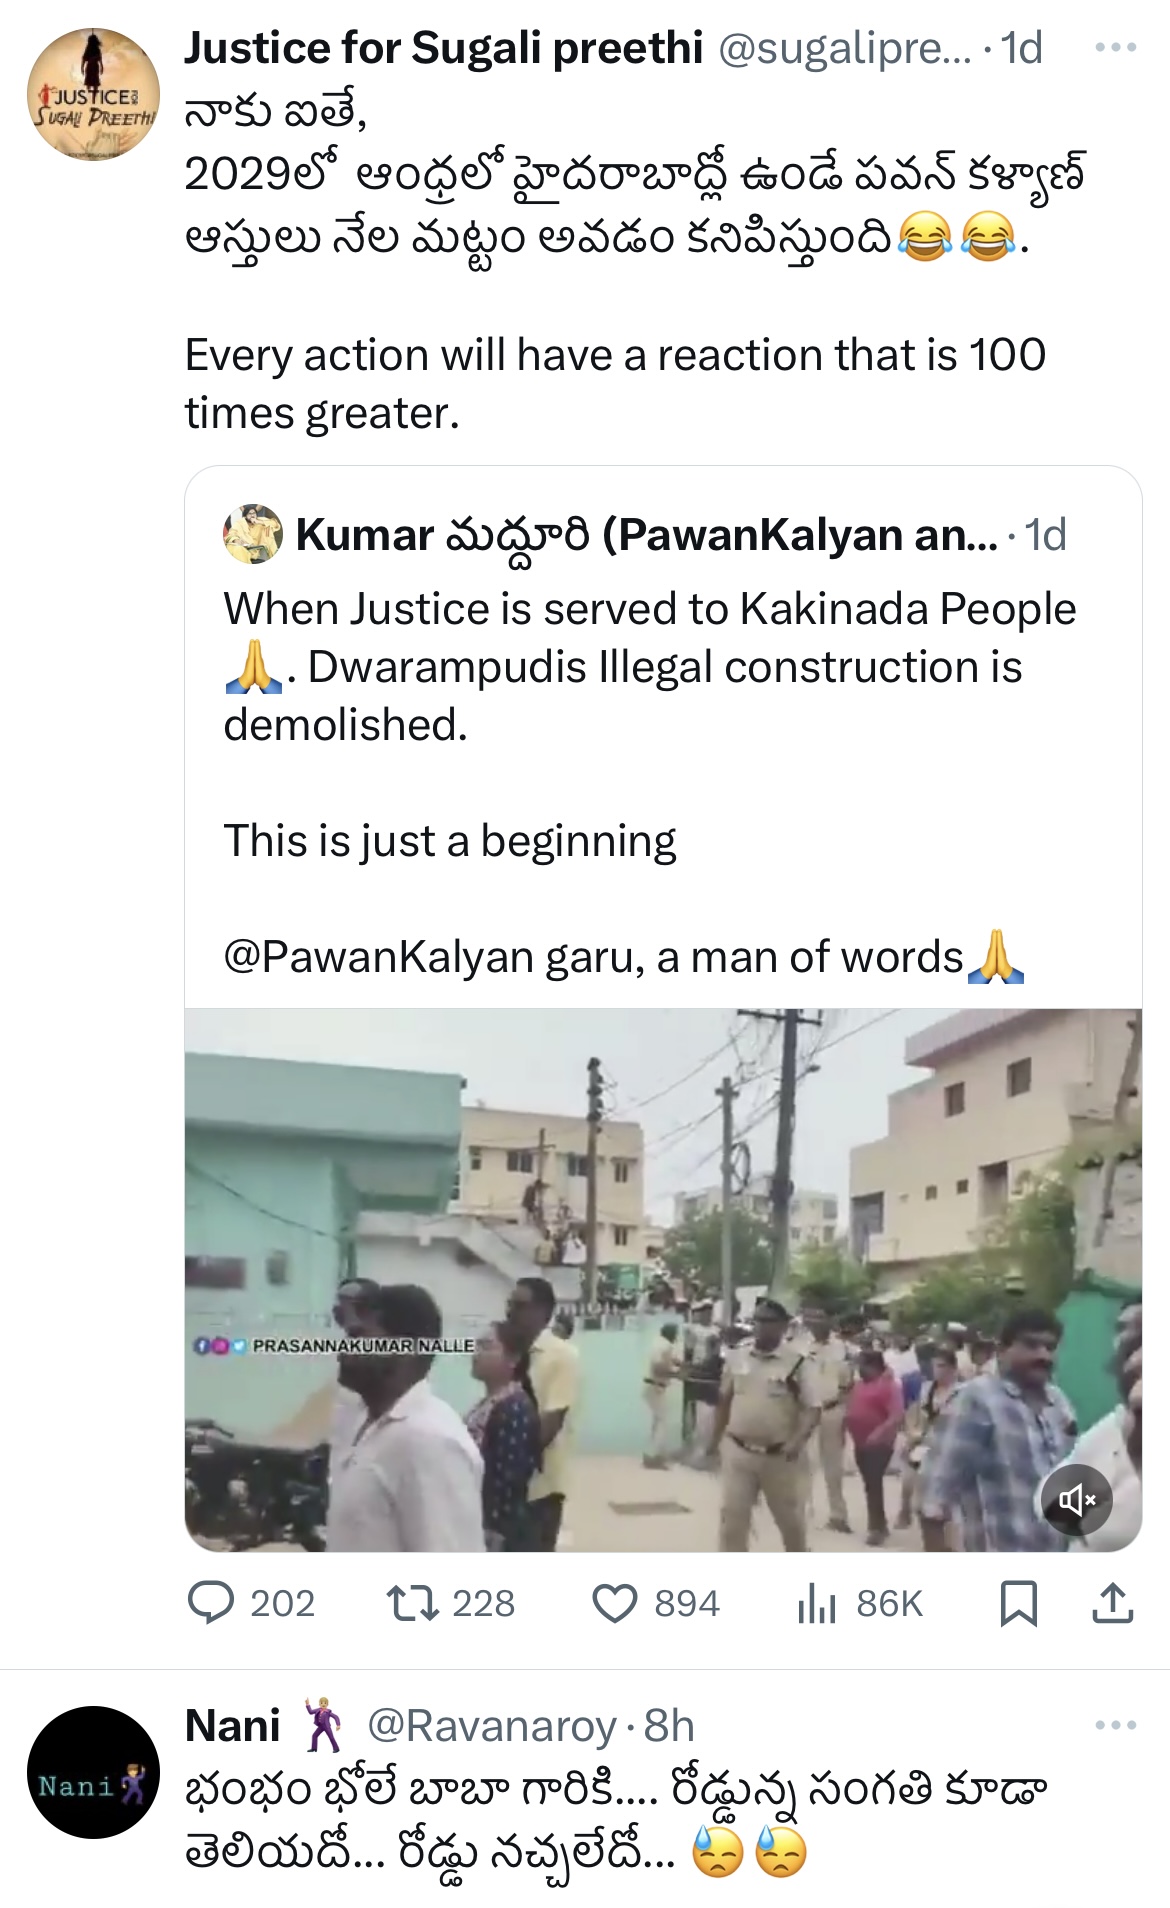 Justice for Sugali preethi @sugalipre... · 1d
JUSTICE FOR
SUGALI PREETHI
నాకు ఐతే,
2029లో ఆంధ్రలో హైదరాబాద్లో ఉండే పవన్ కళ్యాణ్
ఆస్తులు నేల మట్టం అవడం కనిపిస్తుంది😂😂.
Every action will have a reaction that is 100
times greater.
Kumar మద్దూరి (PawanKalyan an... · 1d
When Justice is served to Kakinada People
🙏. Dwarampudis Illegal construction is
demolished.
This is just a beginning
@PawanKalyan garu, a man of words🙏
PRASANNAKUMAR NALLE
202 228 894 86K
Nani 🕺 @Ravanaroy · 8h
Nani
భంభం భోలే బాబా గారికి.... రోడ్డున్న సంగతి కూడా
తెలియదో... రోడ్డు నచ్చలేదో... 😓😓